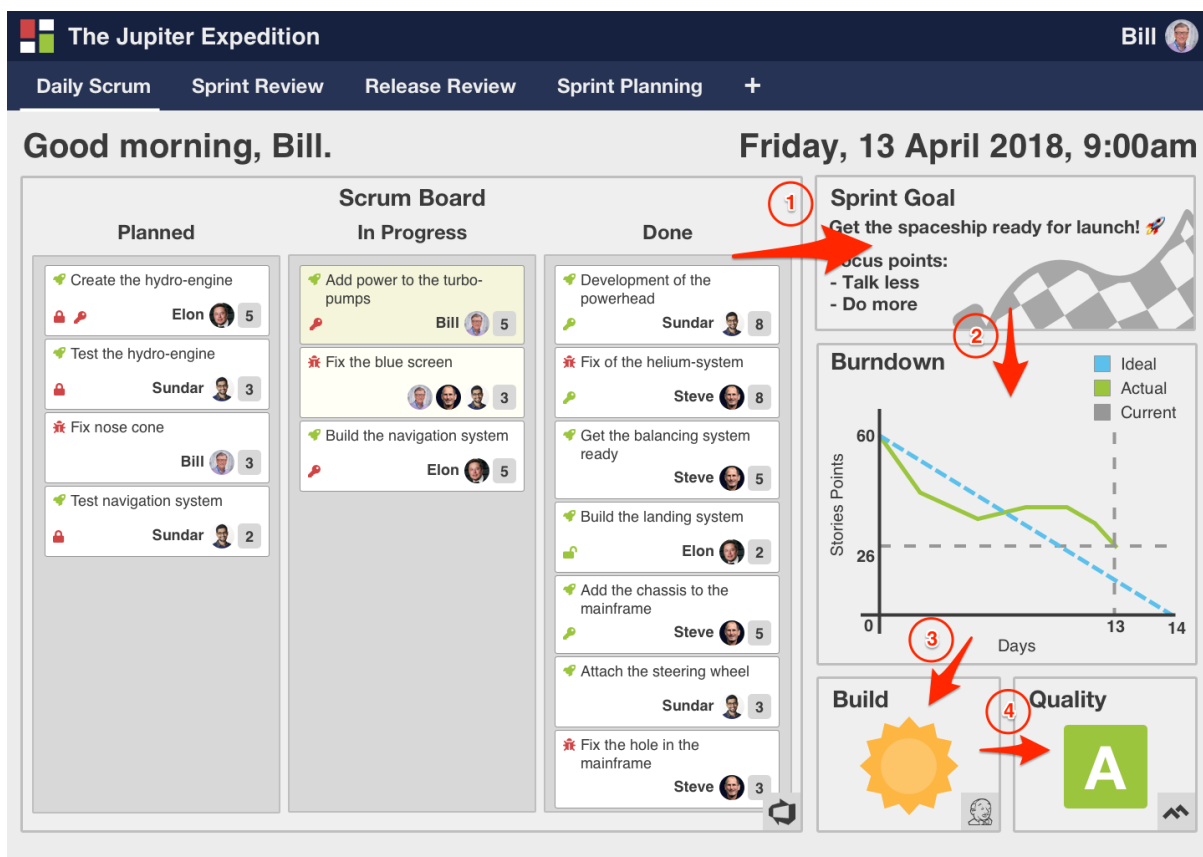 The Jupiter Expedition
Bill
Daily Scrum
Sprint Review
Release Review
Sprint Planning
+
Good morning, Bill.
Friday, 13 April 2018, 9:00am
Scrum Board
Planned
Create the hydro-engine
Elon 5
Test the hydro-engine
Sundar 3
Fix nose cone
Bill 3
Test navigation system
Sundar 2
In Progress
Add power to the turbo-
pumps
Bill 5
Fix the blue screen
3
Build the navigation system
Elon 5
Done
Development of the
powerhead
Sundar 8
Fix of the helium-system
Steve 8
Get the balancing system
ready
Steve 5
Build the landing system
Elon 2
Add the chassis to the
mainframe
Steve 5
Attach the steering wheel
Sundar 3
Fix the hole in the
mainframe
Steve 3
1
Sprint Goal
Get the spaceship ready for launch! 🚀
points:
- Talk less
- Do more
2
Burndown
Ideal
Actual
Current
Stories Points
60
26
0
13
14
Days
3
Build
4
Quality
A